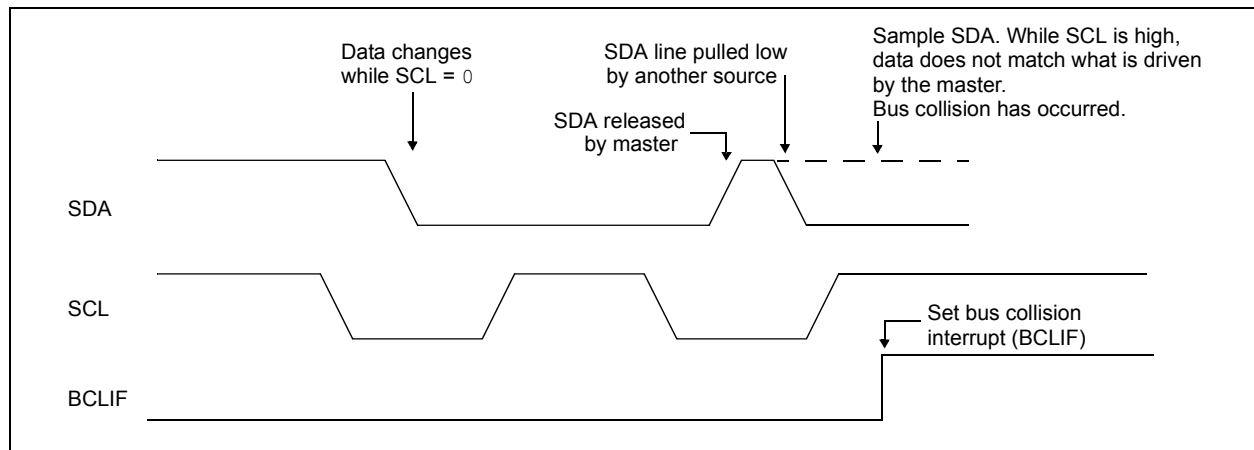 Data changes
while SCL = 0
SDA line pulled low
by another source
Sample SDA. While SCL is high,
data does not match what is driven
by the master.
Bus collision has occurred.
SDA released
by master
SDA
SCL
Set bus collision
interrupt (BCLIF)
BCLIF